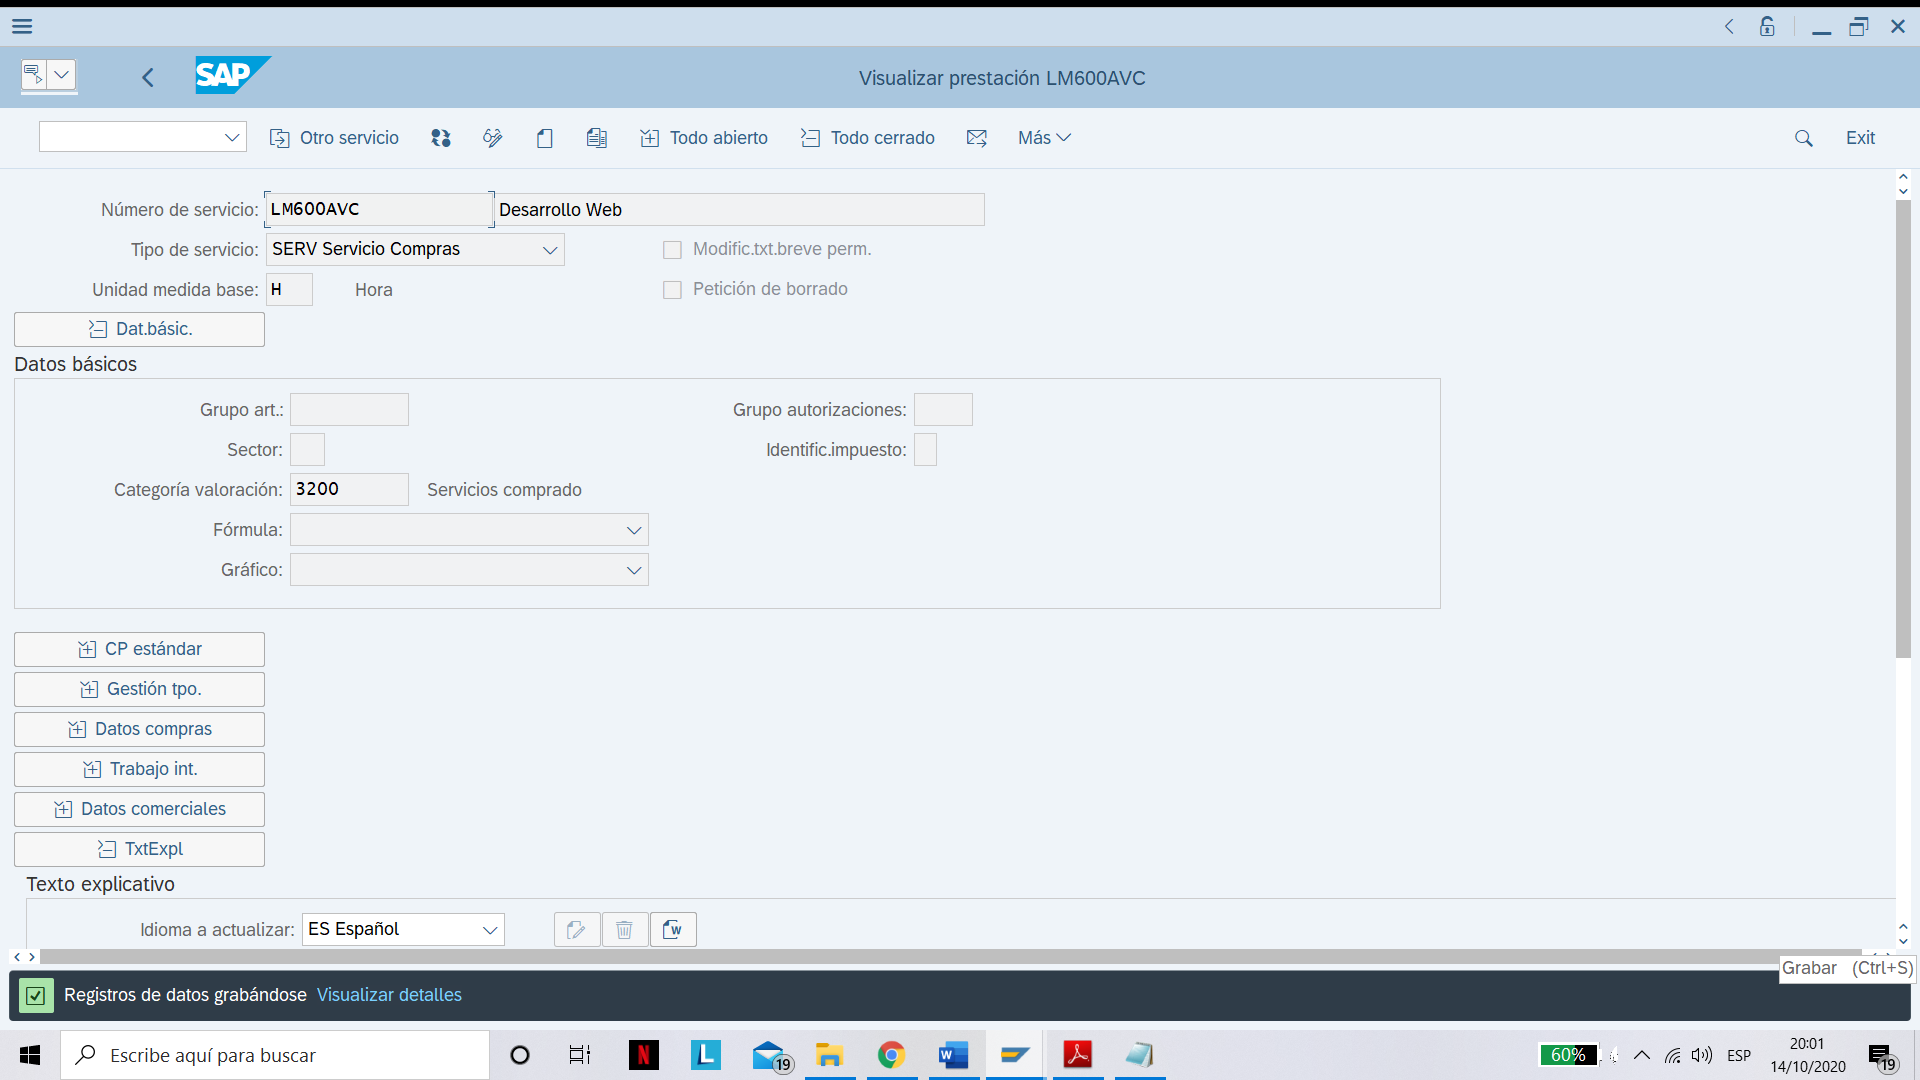 SAP
Visualizar prestación LM600AVC
Otro servicio
Todo abierto
Todo cerrado
Más
Exit
Número de servicio: LM600AVC Desarrollo Web
Tipo de servicio: SERV Servicio Compras
Modific.txt.breve perm.
Unidad medida base: H Hora
Petición de borrado
Dat.básic.
Datos básicos
Grupo art.:
Grupo autorizaciones:
Sector:
Identific.impuesto:
Categoría valoración: 3200 Servicios comprado
Fórmula:
Gráfico:
CP estándar
Gestión tpo.
Datos compras
Trabajo int.
Datos comerciales
TxtExpl
Texto explicativo
Idioma a actualizar: ES Español
W
Grabar (Ctrl+S)
Registros de datos grabándose Visualizar detalles
Escribe aquí para buscar
N
L
19
W
60%
ESP
20:01
14/10/2020
19